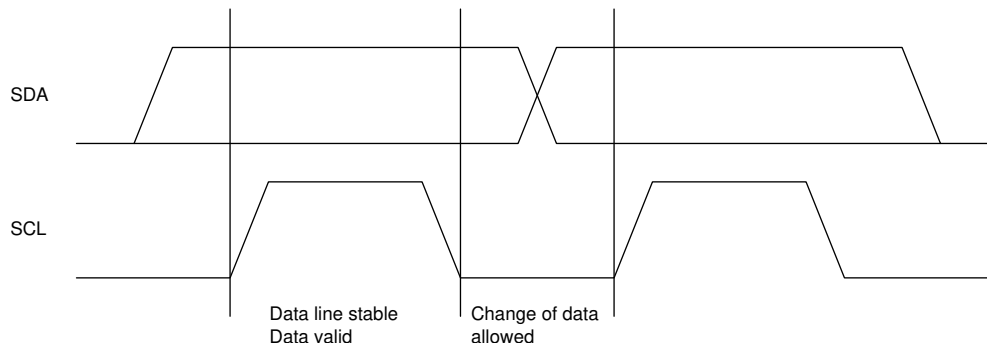 SDA
SCL
Data line stable
Data valid
Change of data
allowed